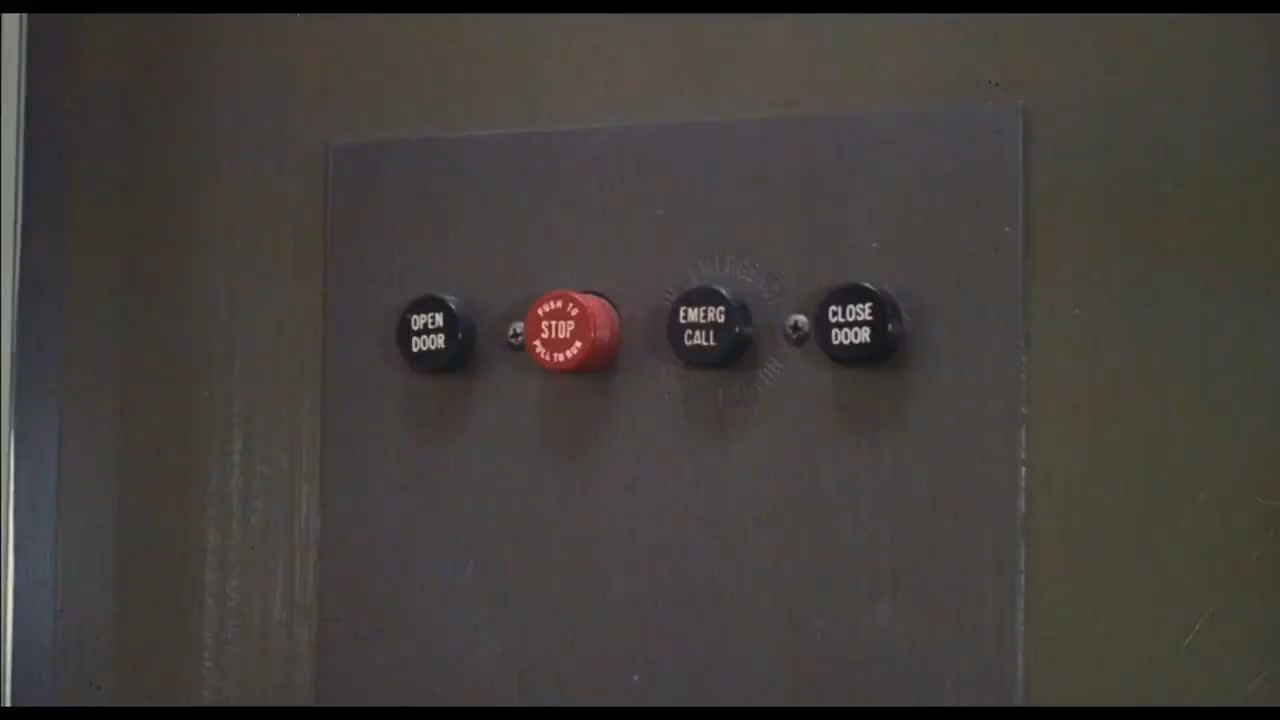 OPEN
DOOR
PUSH TO
STOP
PULL TO RUN
EMERG
CALL
CLOSE
DOOR